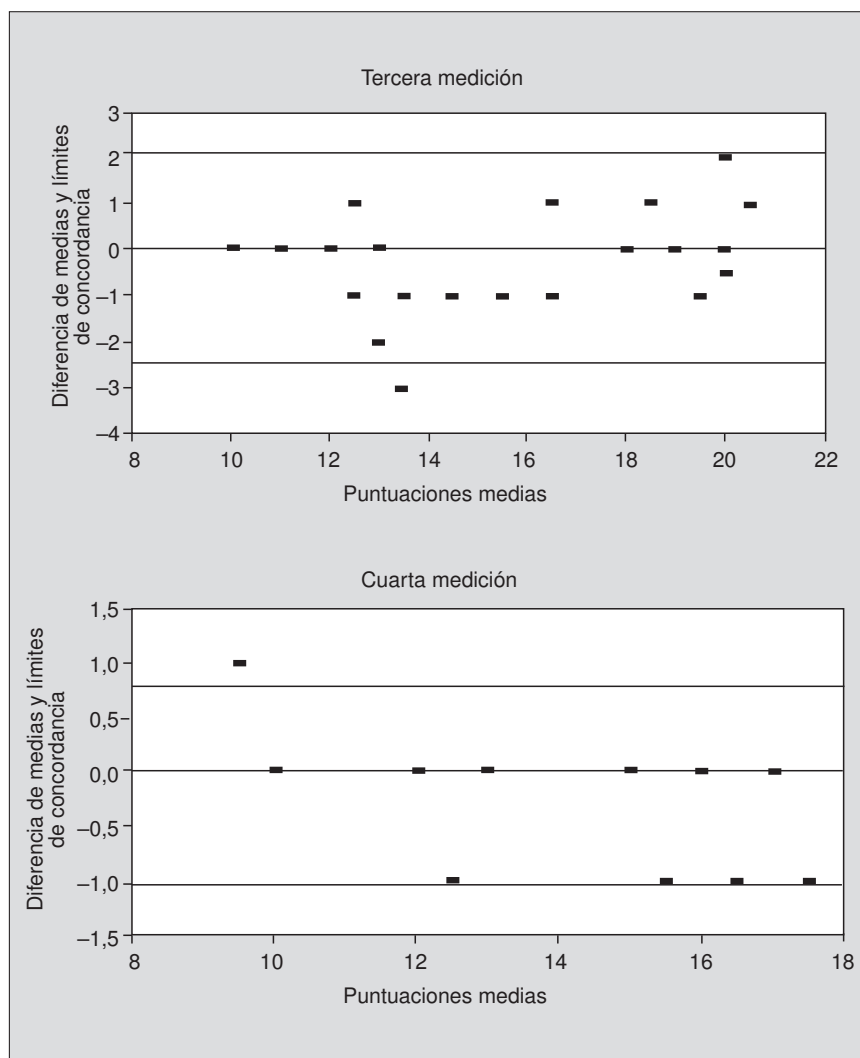 Tercera medición
Diferencia de medias y límites
de concordancia
3
2
1
0
–1
–2
–3
–4
8 10 12 14 16 18 20 22
Puntuaciones medias
Cuarta medición
Diferencia de medias y límites
de concordancia
1,5
1,0
0,5
0,0
–0,5
–1,0
–1,5
8 10 12 14 16 18
Puntuaciones medias